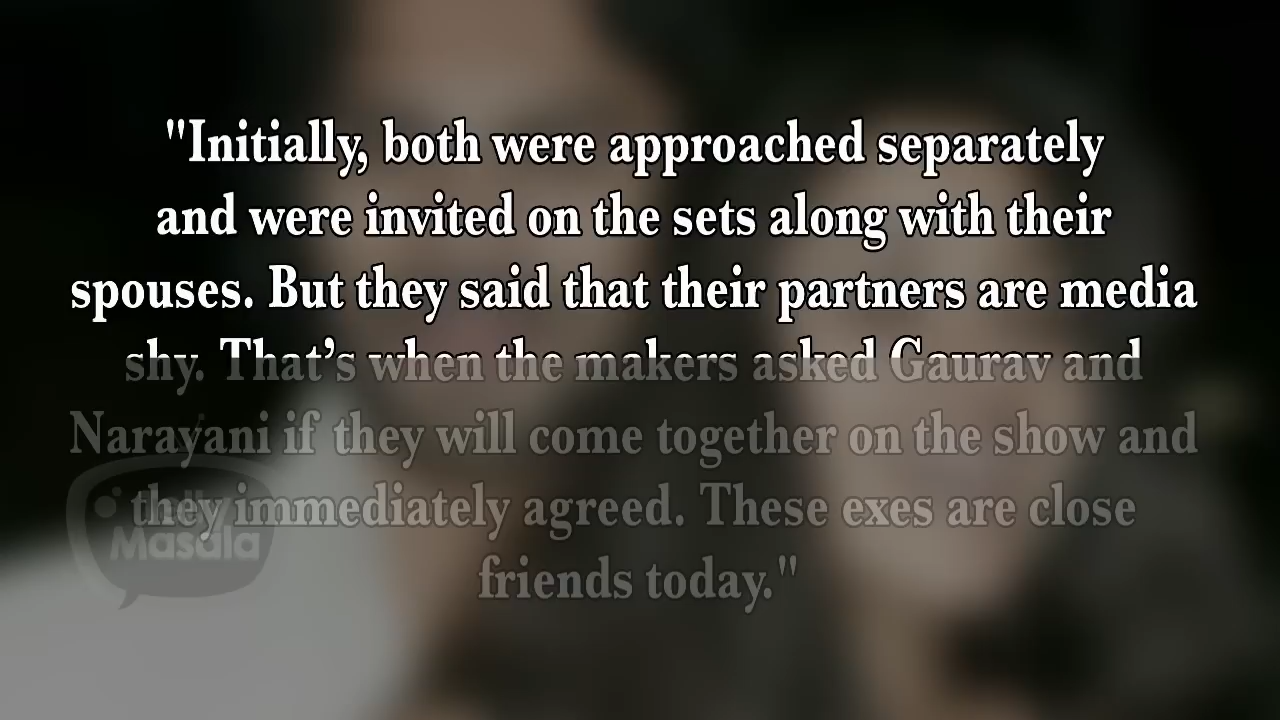 "Initially, both were approached separately
and were invited on the sets along with their
spouses. But they said that their partners are media
shy. That’s when the makers asked Gaurav and
Narayani if they will come together on the show and
they immediately agreed. These exes are close
friends today."
Telly
Masala